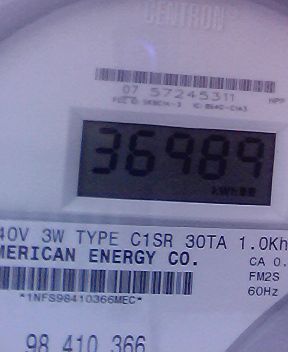 CENTRON
07 57245311
36989
kWh
40V 3W TYPE C1SR 30TA 1.0Kh
MERICAN ENERGY CO.
CA 0.
FM2S
*1NFS98410366MEC*
60Hz
98 410 366